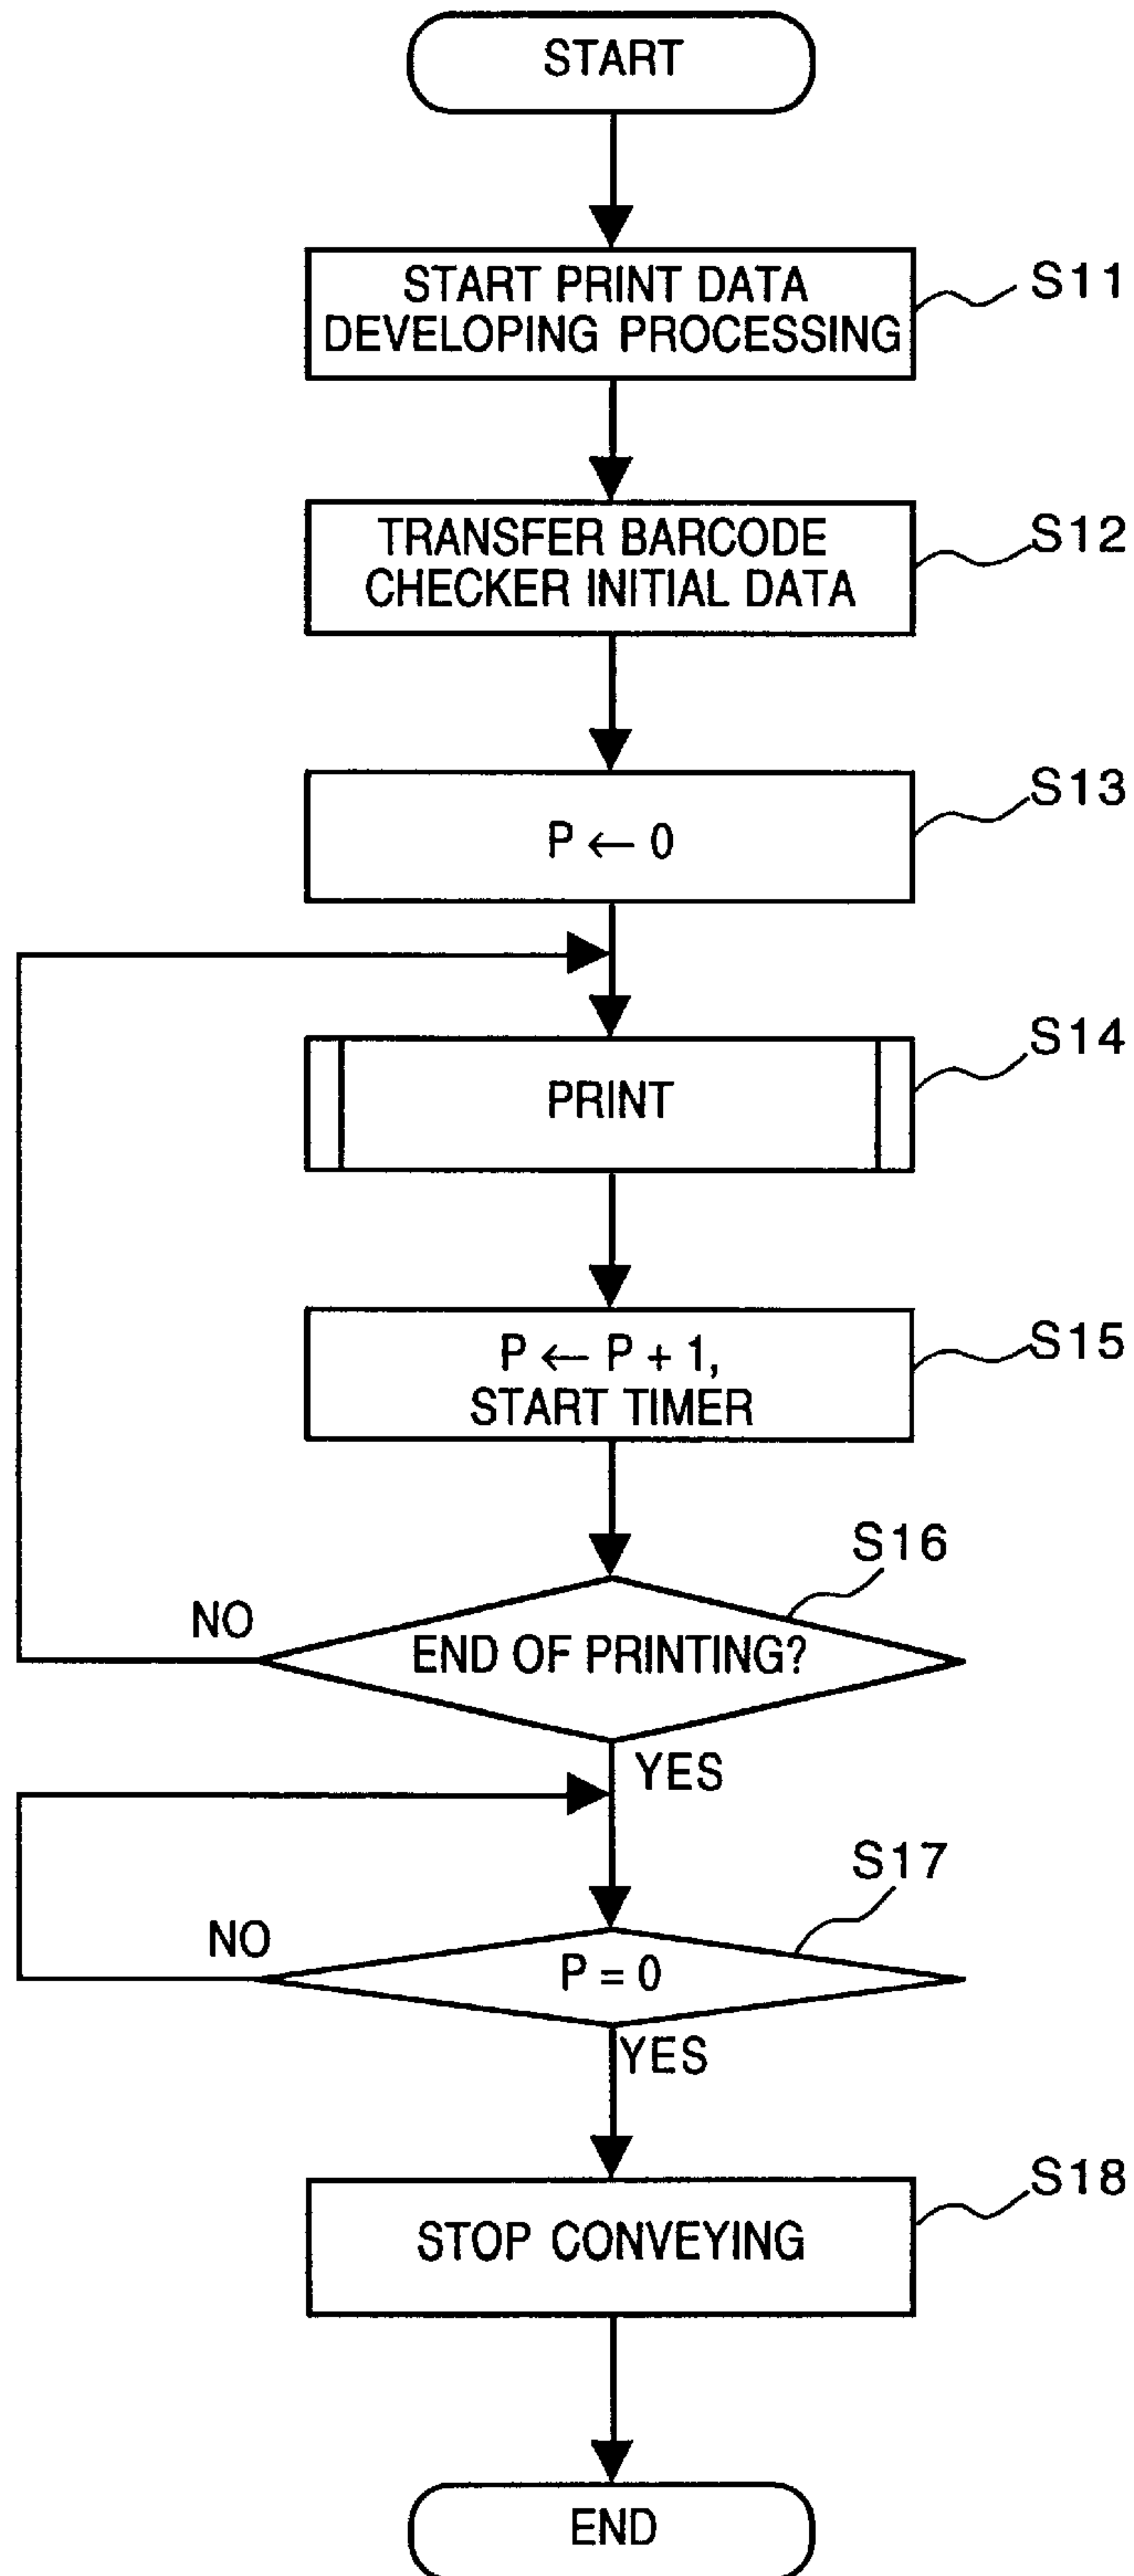 START
START PRINT DATA
DEVELOPING PROCESSING
S11
TRANSFER BARCODE
CHECKER INITIAL DATA
S12
P ← 0
S13
PRINT
S14
P ← P + 1,
START TIMER
S15
S16
NO
END OF PRINTING?
YES
S17
NO
P = 0
YES
STOP CONVEYING
S18
END